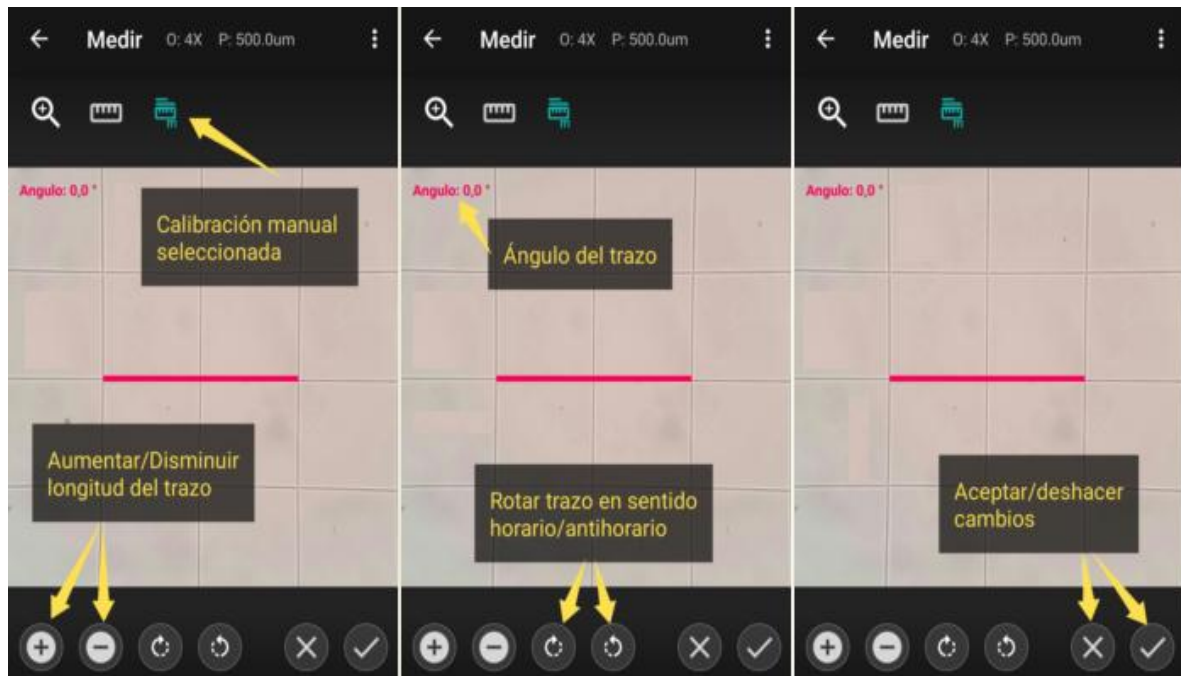 Medir O: 4X P: 500.0um
Angulo: 0,0 °
Calibración manual
seleccionada
Aumentar/Disminuir
longitud del trazo
Medir O: 4X P: 500.0um
Angulo: 0,0 °
Ángulo del trazo
Rotar trazo en sentido
horario/antihorario
Medir O: 4X P: 500.0um
Angulo: 0,0 °
Aceptar/deshacer
cambios